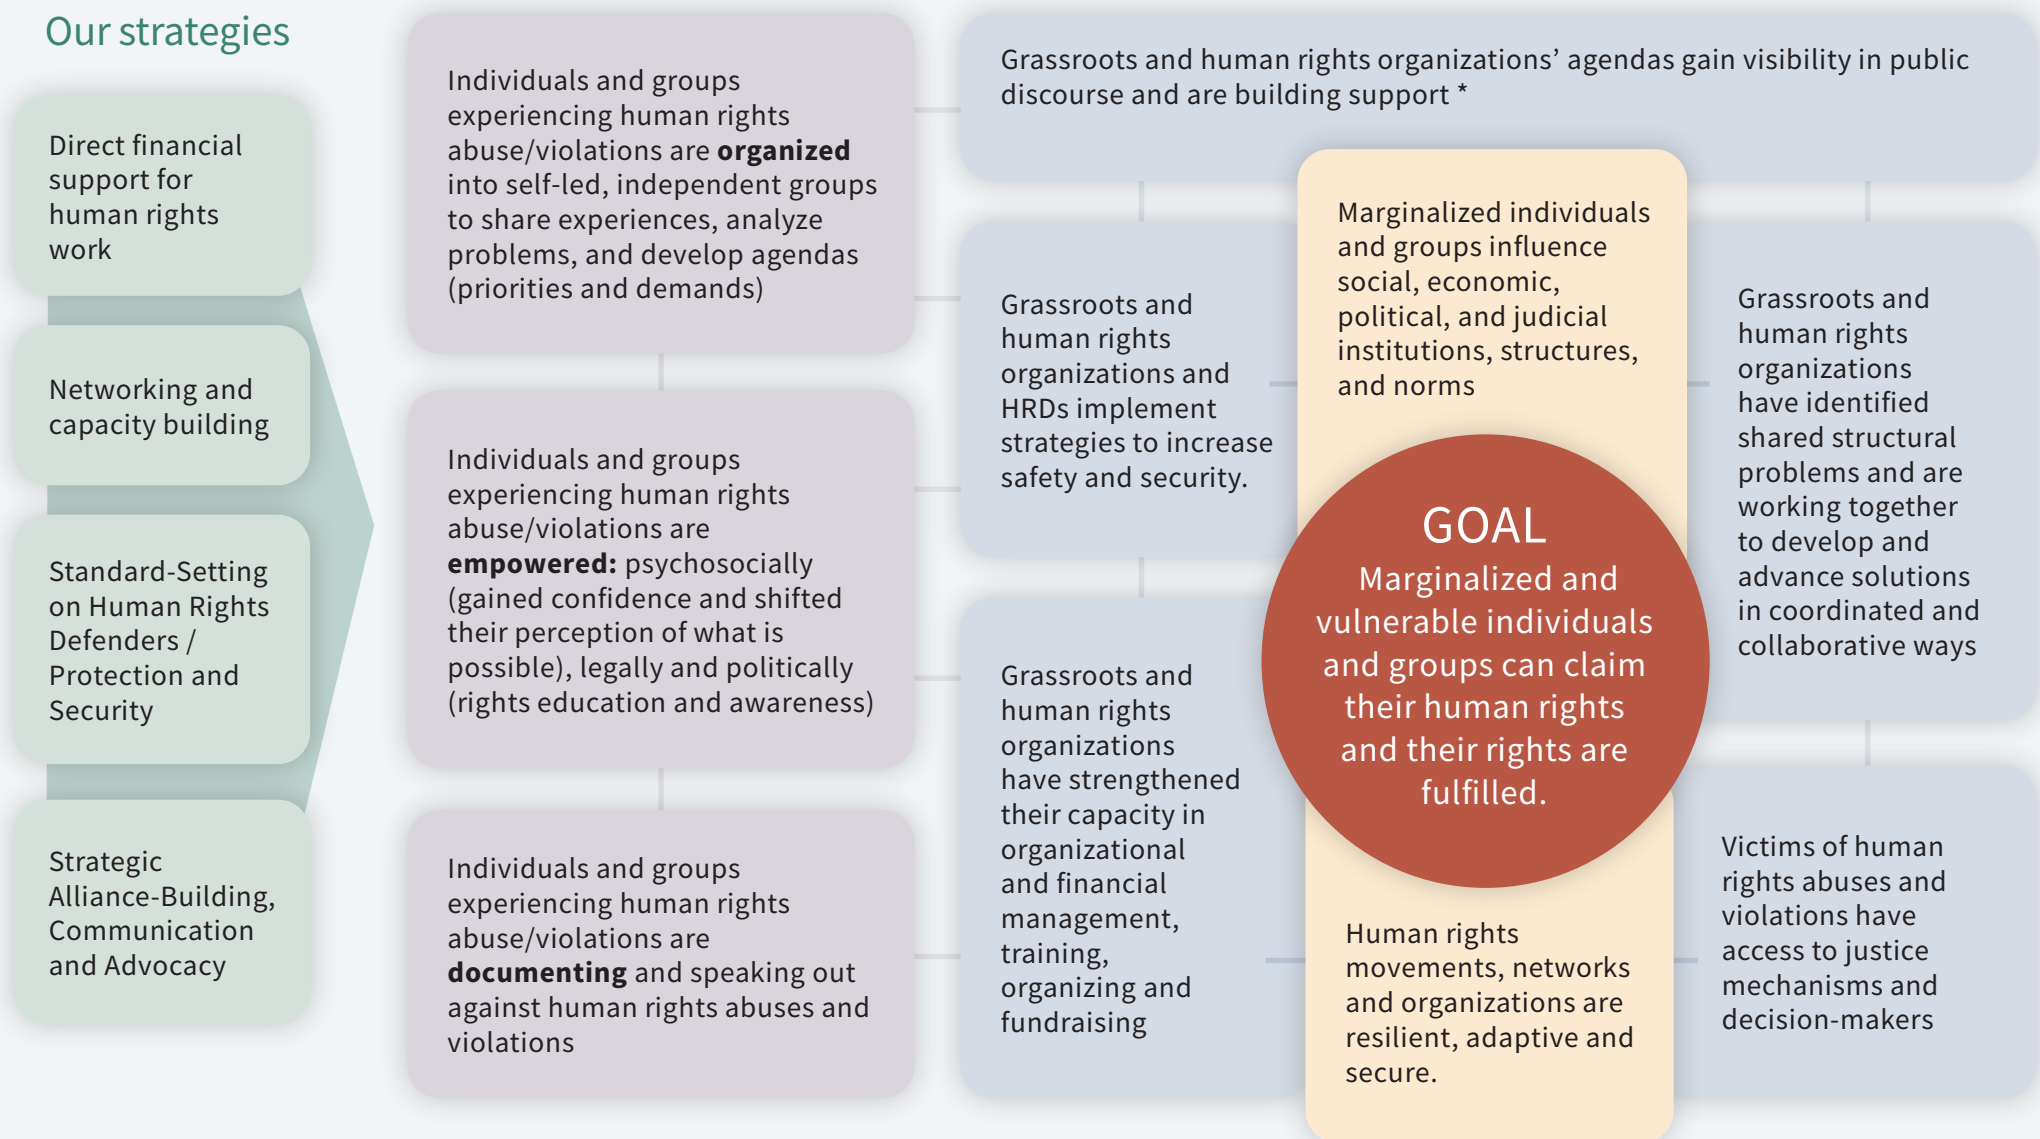 Our strategies
Direct financial
support for
human rights
work
Networking and
capacity building
Standard-Setting
on Human Rights
Defenders /
Protection and
Security
Strategic
Alliance-Building,
Communication
and Advocacy
Individuals and groups
experiencing human rights
abuse/violations are organized
into self-led, independent groups
to share experiences, analyze
problems, and develop agendas
(priorities and demands)
Individuals and groups
experiencing human rights
abuse/violations are
empowered: psychosocially
(gained confidence and shifted
their perception of what is
possible), legally and politically
(rights education and awareness)
Individuals and groups
experiencing human rights
abuse/violations are
documenting and speaking out
against human rights abuses and
violations
Grassroots and human rights organizations’ agendas gain visibility in public
discourse and are building support *
Grassroots and
human rights
organizations and
HRDs implement
strategies to increase
safety and security.
Grassroots and
human rights
organizations
have strengthened
their capacity in
organizational
and financial
management,
training,
organizing and
fundraising
Marginalized individuals
and groups influence
social, economic,
political, and judicial
institutions, structures,
and norms
GOAL
Marginalized and
vulnerable individuals
and groups can claim
their human rights
and their rights are
fulfilled.
Human rights
movements, networks
and organizations are
resilient, adaptive and
secure.
Grassroots and
human rights
organizations
have identified
shared structural
problems and are
working together
to develop and
advance solutions
in coordinated and
collaborative ways
Victims of human
rights abuses and
violations have
access to justice
mechanisms and
decision-makers